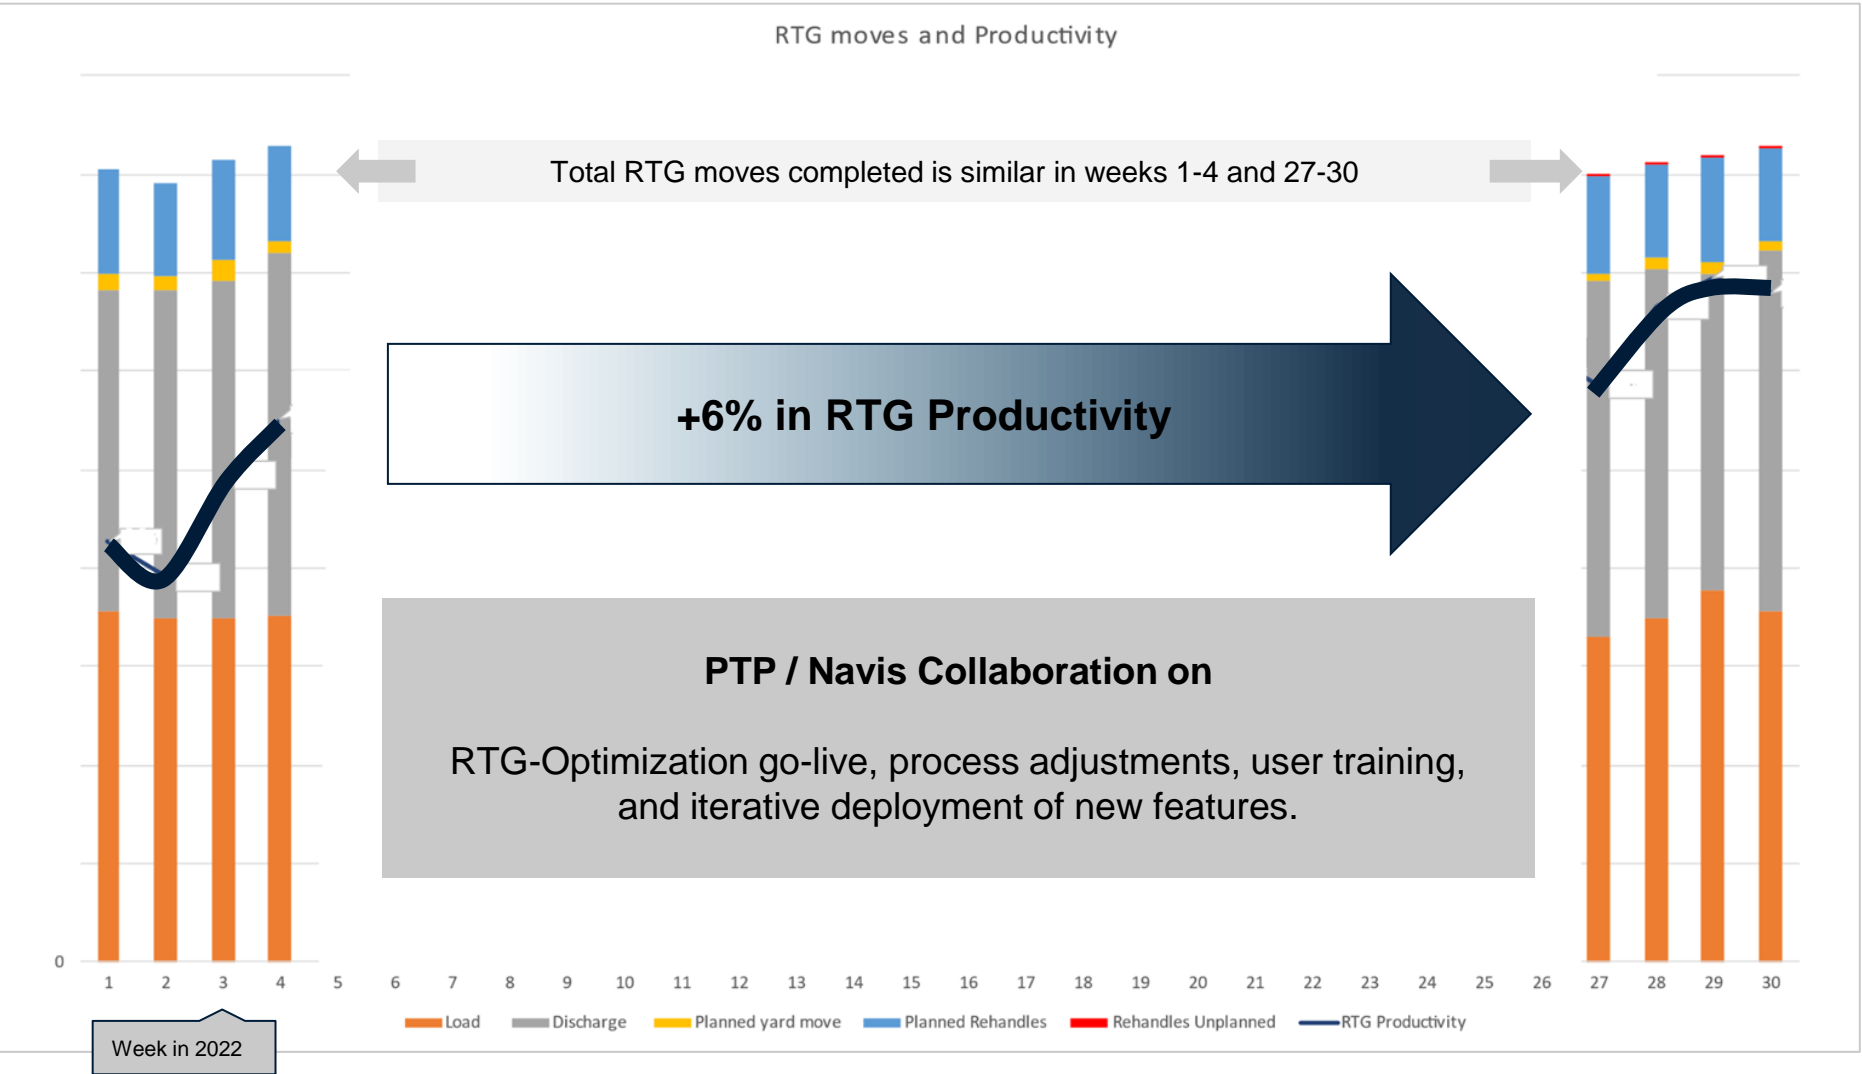 RTG moves and Productivity
Total RTG moves completed is similar in weeks 1-4 and 27-30
+6% in RTG Productivity
PTP / Navis Collaboration on
RTG-Optimization go-live, process adjustments, user training,
and iterative deployment of new features.
0
1 2 3 4 5 6 7 8 9 10 11 12 13 14 15 16 17 18 19 20 21 22 23 24 25 26 27 28 29 30
Load Discharge Planned yard move Planned Rehandles Rehandles Unplanned RTG Productivity
Week in 2022